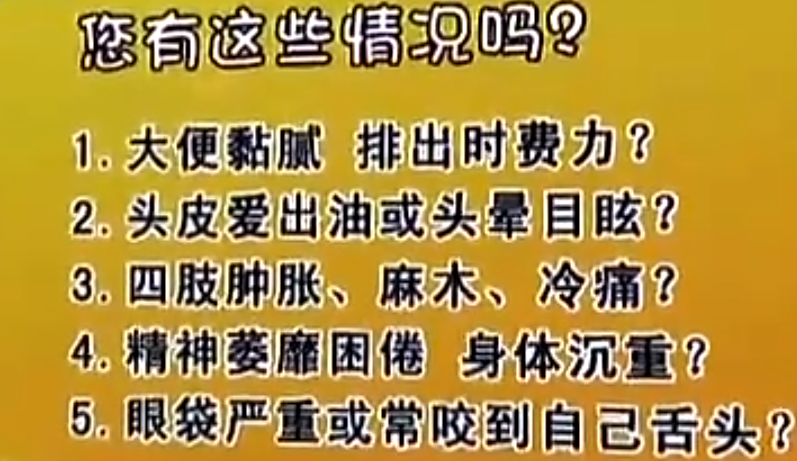 您有这些情况吗?
1. 大便黏腻 排出时费力?
2. 头皮爱出油或头晕目眩?
3. 四肢肿胀、麻木、冷痛?
4. 精神萎靡困倦 身体沉重?
5. 眼袋严重或常咬到自己舌头?